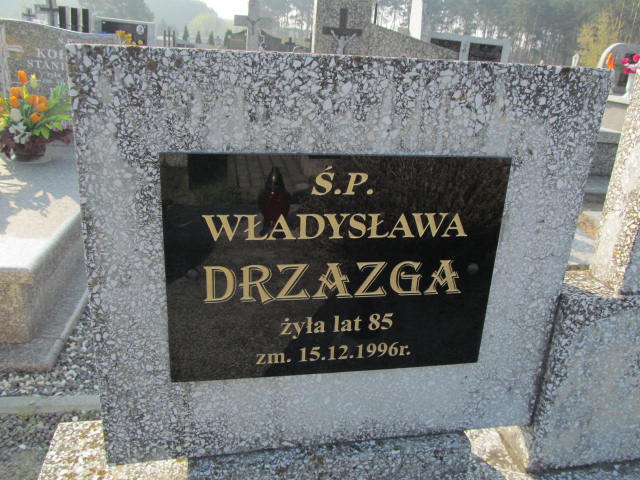 Ś.P.
WŁADYSŁAWA
DRZAZGA
żyła lat 85
zm. 15.12.1996r.